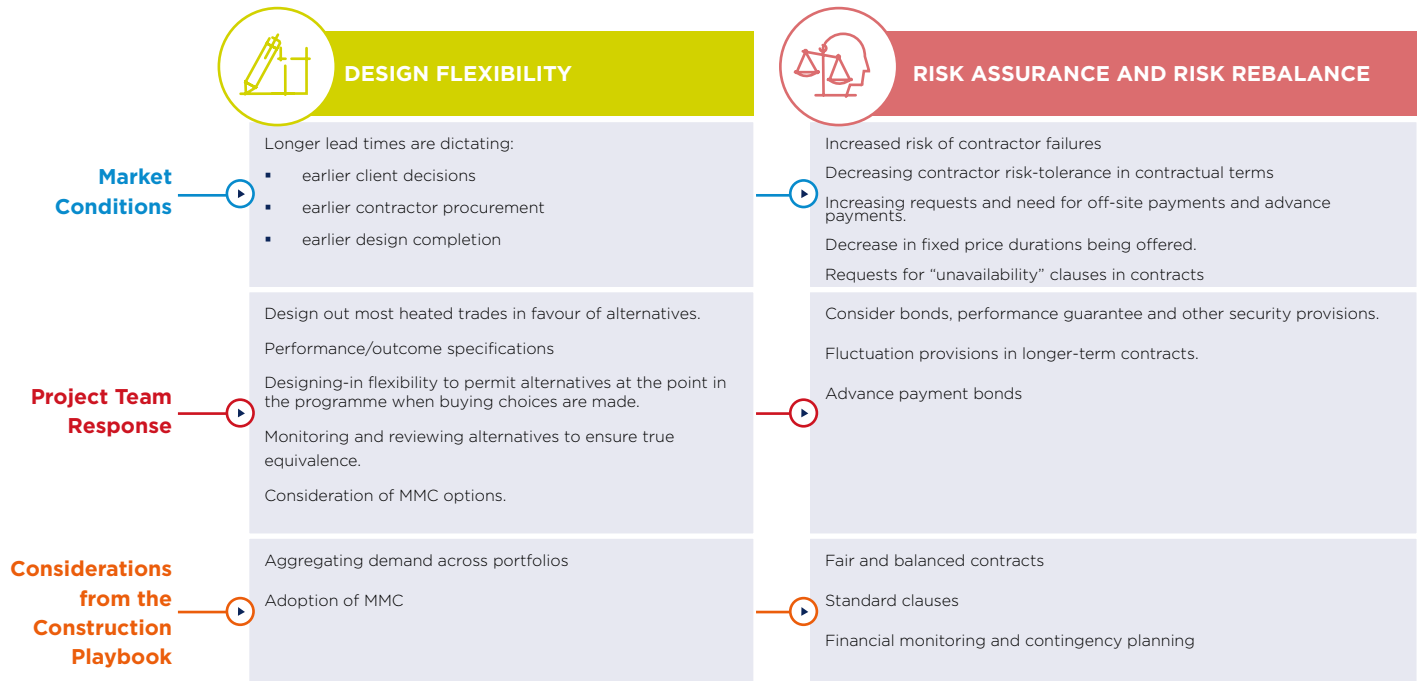 DESIGN FLEXIBILITY
RISK ASSURANCE AND RISK REBALANCE
Market
Conditions
Longer lead times are dictating:
▪ earlier client decisions
▪ earlier contractor procurement
▪ earlier design completion
Increased risk of contractor failures
Decreasing contractor risk-tolerance in contractual terms
Increasing requests and need for off-site payments and advance
payments.
Decrease in fixed price durations being offered.
Requests for “unavailability” clauses in contracts
Project Team
Response
Design out most heated trades in favour of alternatives.
Performance/outcome specifications
Designing-in flexibility to permit alternatives at the point in
the programme when buying choices are made.
Monitoring and reviewing alternatives to ensure true
equivalence.
Consideration of MMC options.
Consider bonds, performance guarantee and other security provisions.
Fluctuation provisions in longer-term contracts.
Advance payment bonds
Considerations
from the
Construction
Playbook
Aggregating demand across portfolios
Adoption of MMC
Fair and balanced contracts
Standard clauses
Financial monitoring and contingency planning